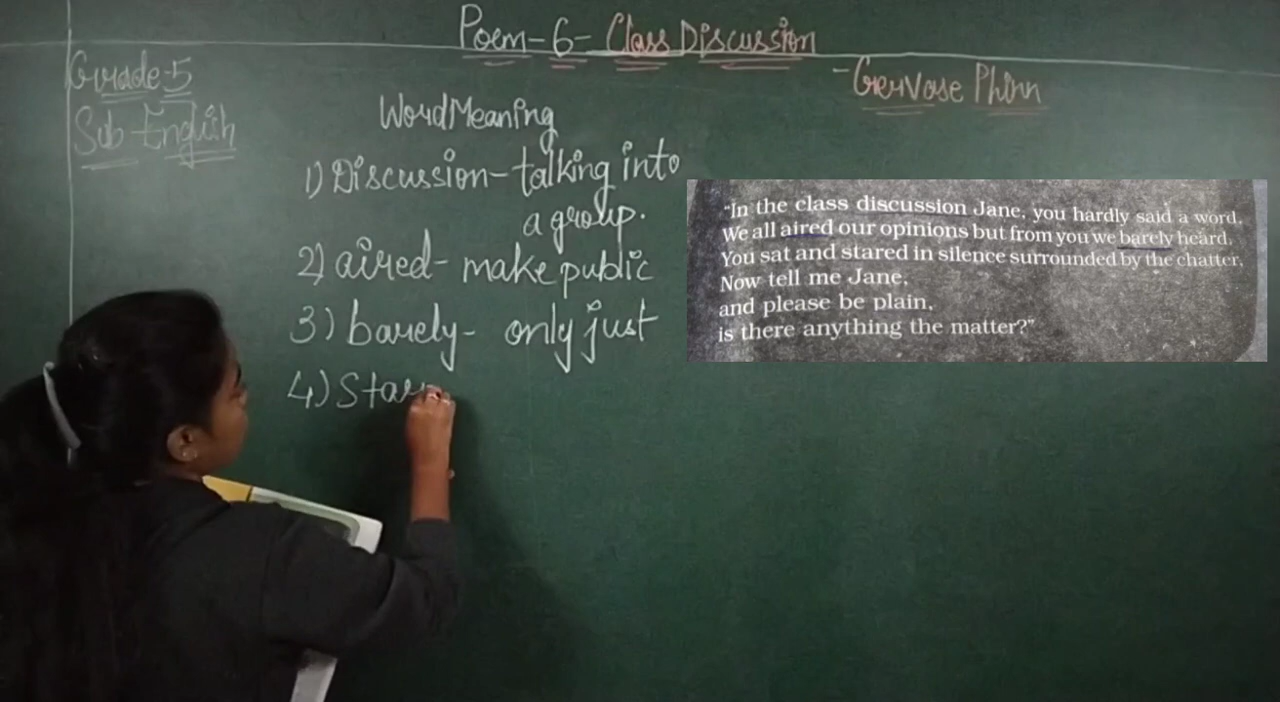 Poem-6- Class Discussion
-Gervase Phinn
Grade-5
Sub English
Word Meaning
1) Discussion- talking into
a group.
2) aired- make public
3) barely- only just
4) Star
"In the class discussion Jane, you hardly said a word,
We all aired our opinions but from you we barely heard,
You sat and stared in silence surrounded by the chatter,
Now tell me Jane,
and please be plain,
is there anything the matter?"